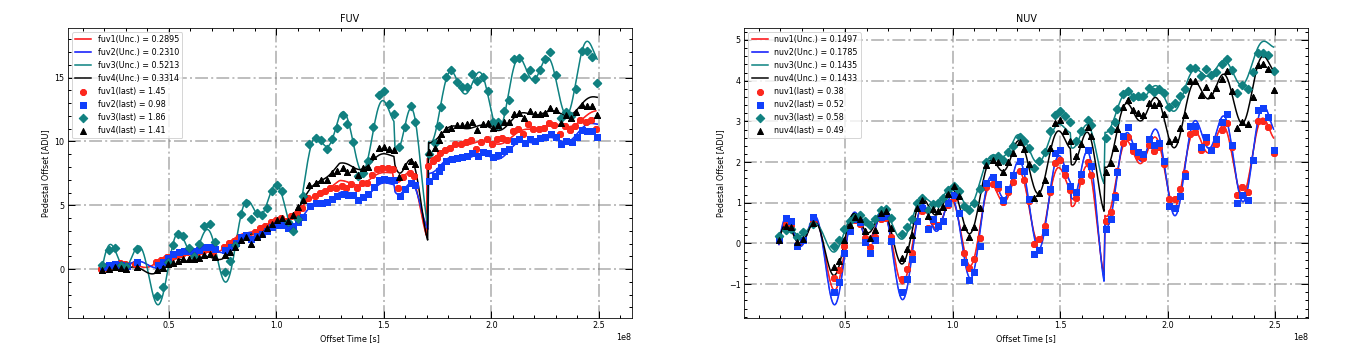 FUV
fuv1(Unc.) = 0.2895
fuv2(Unc.) = 0.2310
fuv3(Unc.) = 0.5213
fuv4(Unc.) = 0.3314
fuv1(last) = 1.45
fuv2(last) = 0.98
fuv3(last) = 1.86
fuv4(last) = 1.41
Pedestal Offset [ADU]
15
10
5
0
0.5
1.0
1.5
2.0
2.5
1e8
Offset Time [s]
NUV
nuv1(Unc.) = 0.1497
nuv2(Unc.) = 0.1785
nuv3(Unc.) = 0.1435
nuv4(Unc.) = 0.1433
nuv1(last) = 0.38
nuv2(last) = 0.52
nuv3(last) = 0.58
nuv4(last) = 0.49
Pedestal Offset [ADU]
5
4
3
2
1
0
−1
0.5
1.0
1.5
2.0
2.5
1e8
Offset Time [s]